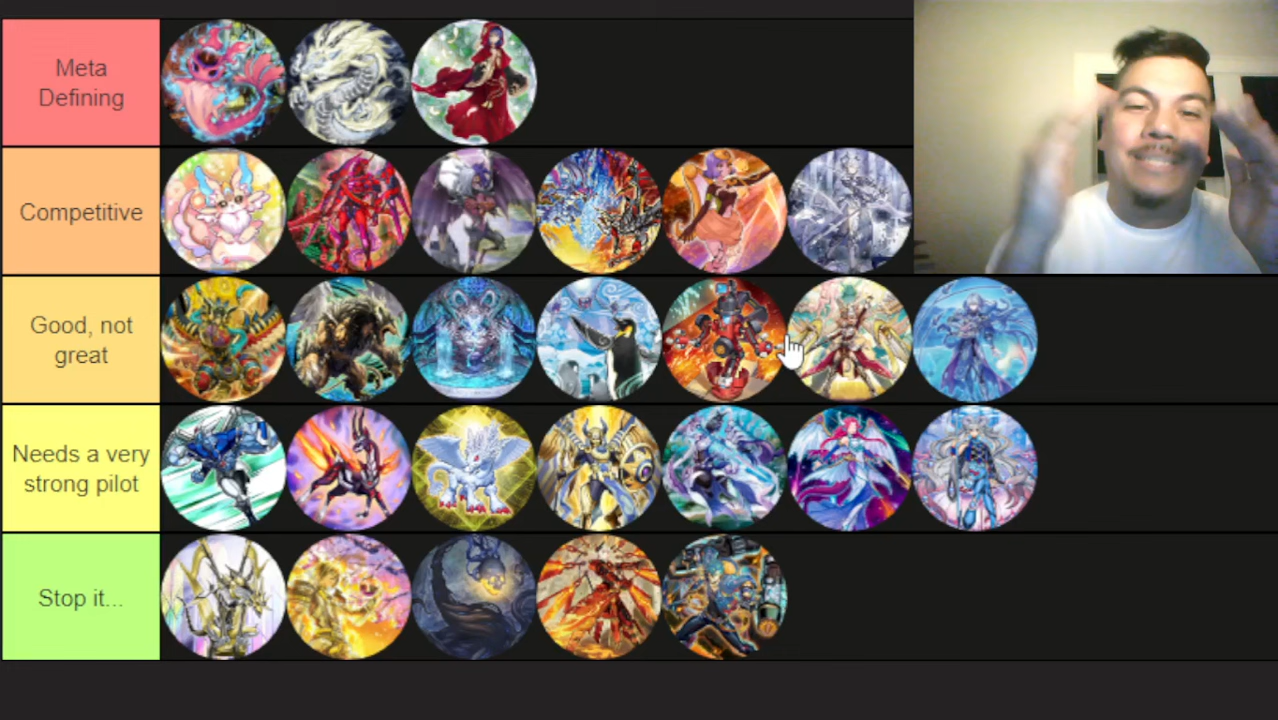 Meta
Defining
Competitive
Good, not
great
Needs a very
strong pilot
Stop it...